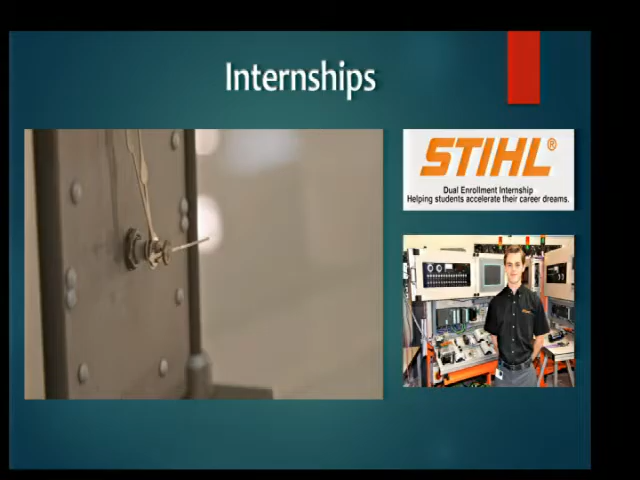 Internships
STIHL®
Dual Enrollment Internship
Helping students accelerate their career dreams.